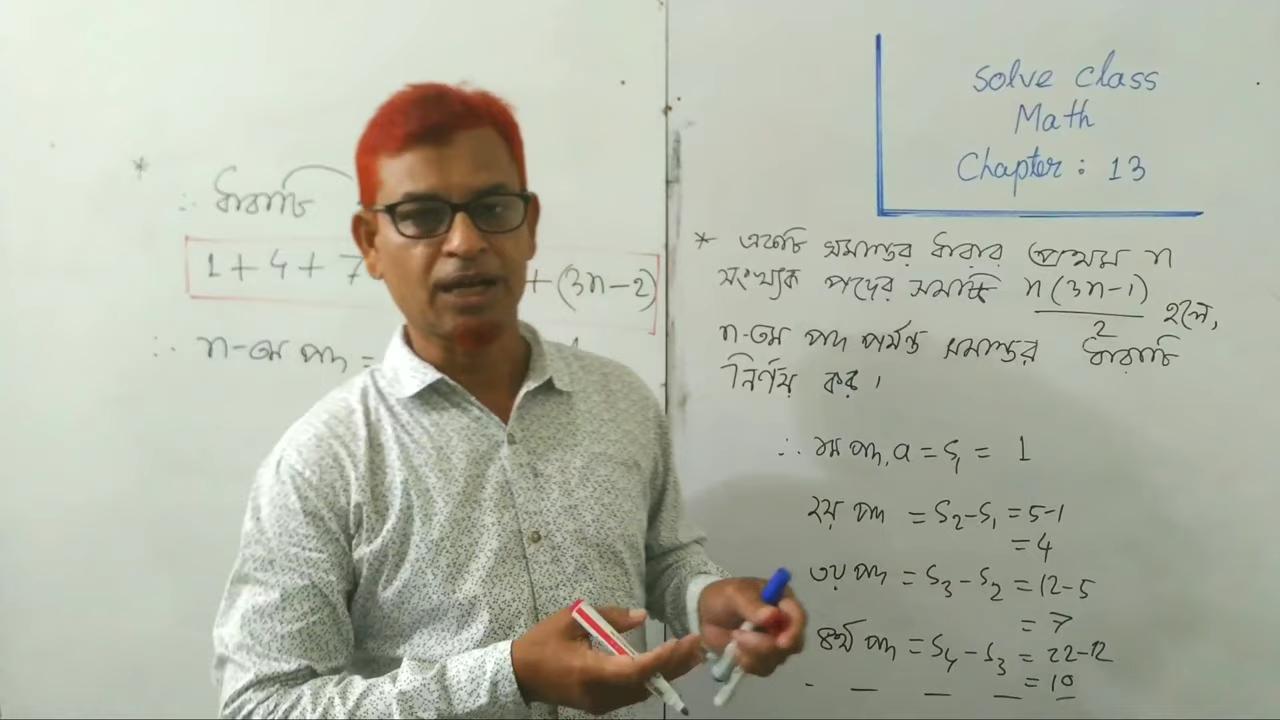 * ∴ ধারাটি
1 + 4 + 7 + (3n-2)
∴ n-তম পদ =
Solve Class
Math
Chapter : 13
* একটি সমান্তর ধারার প্রথম n
সংখ্যক পদের সমষ্টি n(3n-1)/2 হলে,
n-তম পদ পর্যন্ত সমান্তর ধারাটি
নির্ণয় কর।
∴ ১ম পদ, a = S₁ = 1
২য় পদ = S₂-S₁ = 5-1
= 4
৩য় পদ = S₃-S₂ = 12-5
= 7
৪র্থ পদ = S₄-S₃ = 22-12
= 10